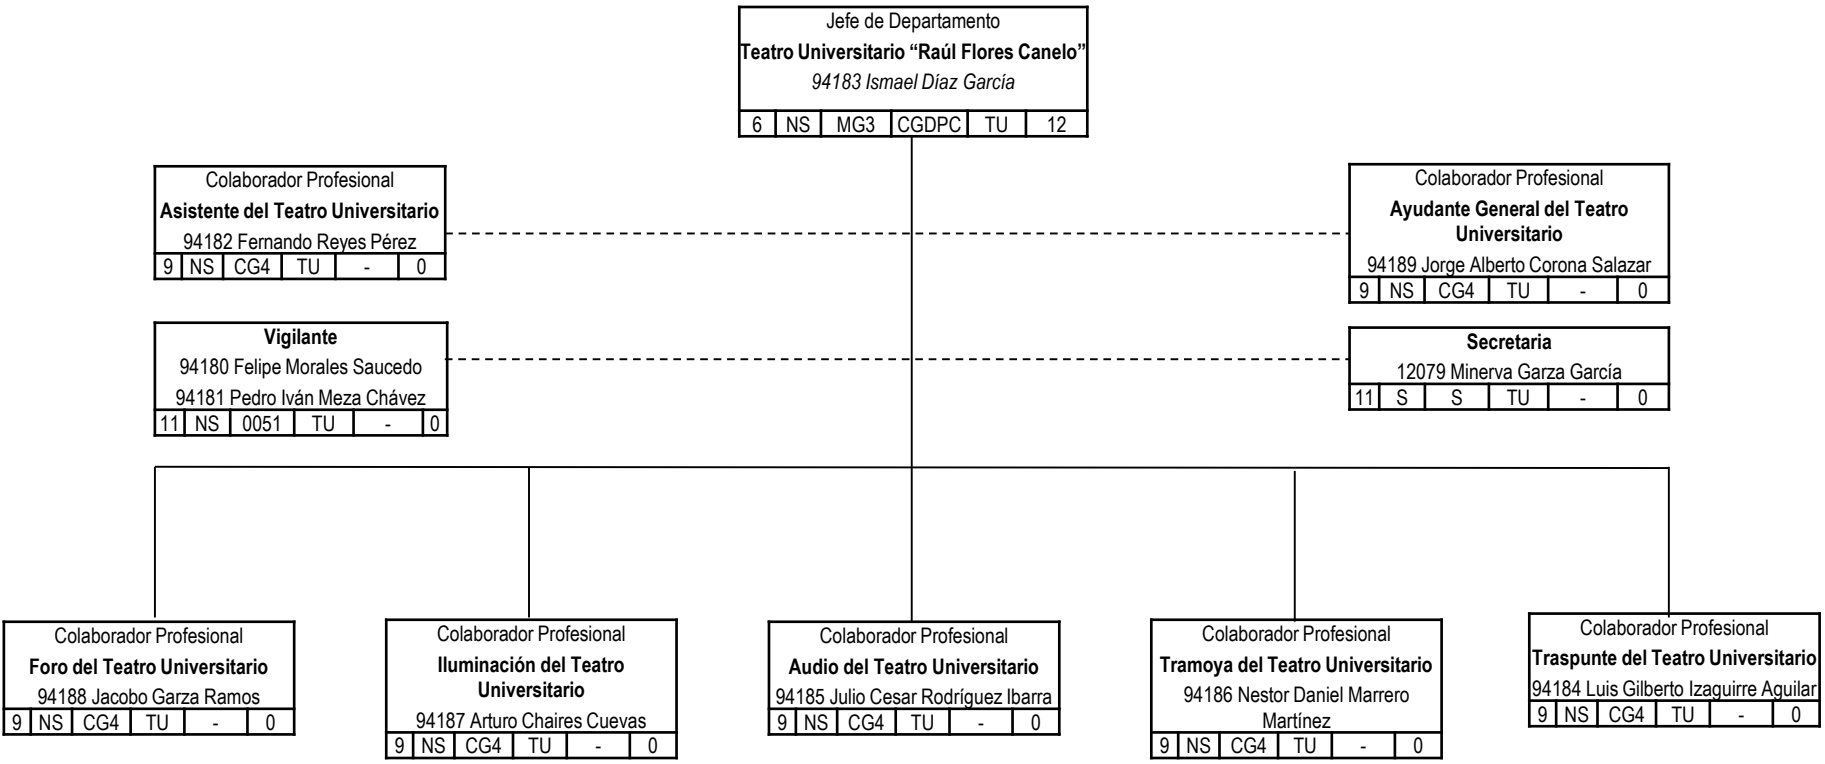 Jefe de Departamento
Teatro Universitario “Raúl Flores Canelo”
94183 Ismael Díaz García
6 NS MG3 CGDPC TU 12
Colaborador Profesional
Asistente del Teatro Universitario
94182 Fernando Reyes Pérez
9 NS CG4 TU - 0
Colaborador Profesional
Ayudante General del Teatro
Universitario
94189 Jorge Alberto Corona Salazar
9 NS CG4 TU - 0
Vigilante
94180 Felipe Morales Saucedo
94181 Pedro Iván Meza Chávez
11 NS 0051 TU - 0
Secretaria
12079 Minerva Garza García
11 S S TU - 0
Colaborador Profesional
Foro del Teatro Universitario
94188 Jacobo Garza Ramos
9 NS CG4 TU - 0
Colaborador Profesional
Iluminación del Teatro
Universitario
94187 Arturo Chaires Cuevas
9 NS CG4 TU - 0
Colaborador Profesional
Audio del Teatro Universitario
94185 Julio Cesar Rodríguez Ibarra
9 NS CG4 TU - 0
Colaborador Profesional
Tramoya del Teatro Universitario
94186 Nestor Daniel Marrero
Martínez
9 NS CG4 TU - 0
Colaborador Profesional
Traspunte del Teatro Universitario
94184 Luis Gilberto Izaguirre Aguilar
9 NS CG4 TU - 0